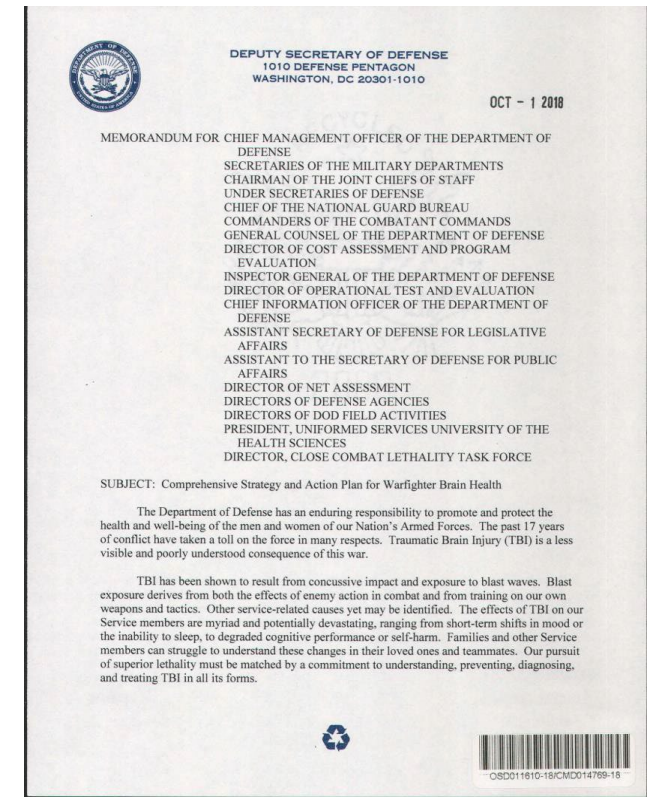 DEPARTMENT OF DEFENSE
UNITED STATES OF AMERICA
DEPUTY SECRETARY OF DEFENSE
1010 DEFENSE PENTAGON
WASHINGTON, DC 20301-1010
OCT - 1 2018
MEMORANDUM FOR CHIEF MANAGEMENT OFFICER OF THE DEPARTMENT OF
DEFENSE
SECRETARIES OF THE MILITARY DEPARTMENTS
CHAIRMAN OF THE JOINT CHIEFS OF STAFF
UNDER SECRETARIES OF DEFENSE
CHIEF OF THE NATIONAL GUARD BUREAU
COMMANDERS OF THE COMBATANT COMMANDS
GENERAL COUNSEL OF THE DEPARTMENT OF DEFENSE
DIRECTOR OF COST ASSESSMENT AND PROGRAM
EVALUATION
INSPECTOR GENERAL OF THE DEPARTMENT OF DEFENSE
DIRECTOR OF OPERATIONAL TEST AND EVALUATION
CHIEF INFORMATION OFFICER OF THE DEPARTMENT OF
DEFENSE
ASSISTANT SECRETARY OF DEFENSE FOR LEGISLATIVE
AFFAIRS
ASSISTANT TO THE SECRETARY OF DEFENSE FOR PUBLIC
AFFAIRS
DIRECTOR OF NET ASSESSMENT
DIRECTORS OF DEFENSE AGENCIES
DIRECTORS OF DOD FIELD ACTIVITIES
PRESIDENT, UNIFORMED SERVICES UNIVERSITY OF THE
HEALTH SCIENCES
DIRECTOR, CLOSE COMBAT LETHALITY TASK FORCE
SUBJECT: Comprehensive Strategy and Action Plan for Warfighter Brain Health
The Department of Defense has an enduring responsibility to promote and protect the
health and well-being of the men and women of our Nation's Armed Forces. The past 17 years
of conflict have taken a toll on the force in many respects. Traumatic Brain Injury (TBI) is a less
visible and poorly understood consequence of this war.
TBI has been shown to result from concussive impact and exposure to blast waves. Blast
exposure derives from both the effects of enemy action in combat and from training on our own
weapons and tactics. Other service-related causes yet may be identified. The effects of TBI on our
Service members are myriad and potentially devastating, ranging from short-term shifts in mood or
the inability to sleep, to degraded cognitive performance or self-harm. Families and other Service
members can struggle to understand these changes in their loved ones and teammates. Our pursuit
of superior lethality must be matched by a commitment to understanding, preventing, diagnosing,
and treating TBI in all its forms.
OSD011610-18/CMD014769-18